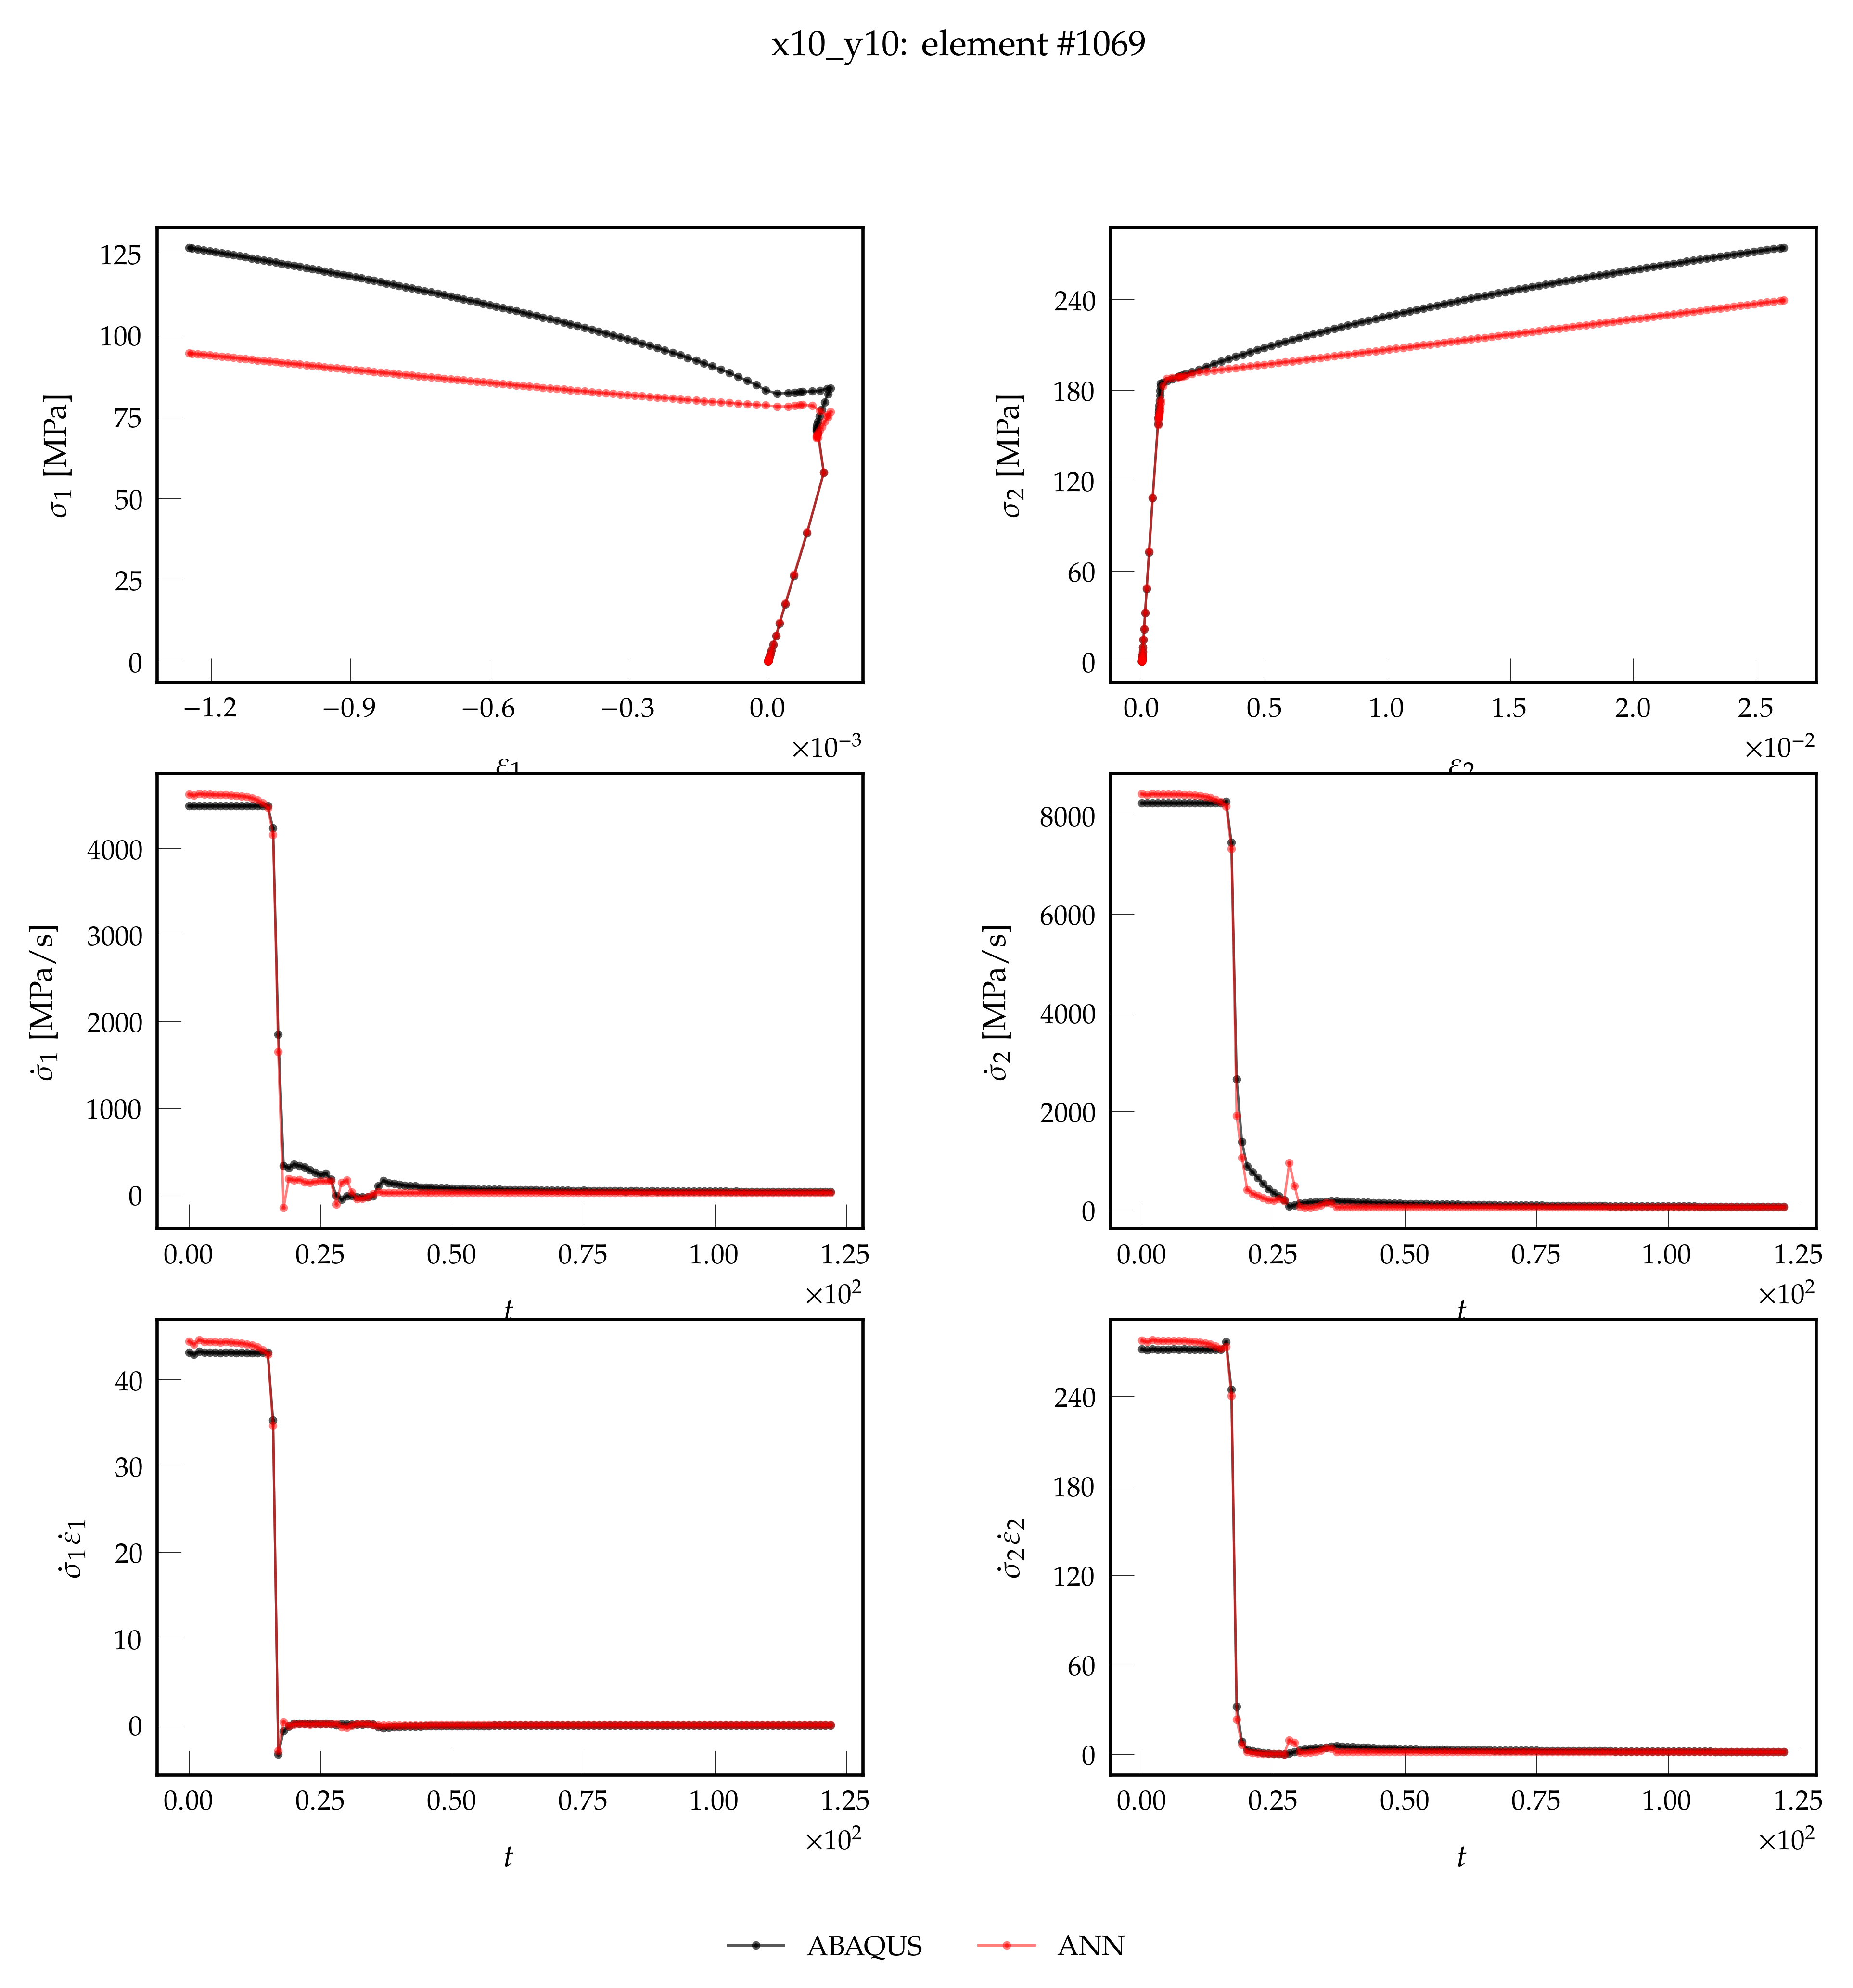 x10_y10: element #1069
σ1 [MPa]
125
100
75
50
25
0
−1.2 −0.9 −0.6 −0.3 0.0
×10−3
ε1
σ2 [MPa]
240
180
120
60
0
0.0 0.5 1.0 1.5 2.0 2.5
×10−2
ε2
σ̇1 [MPa/s]
4000
3000
2000
1000
0
0.00 0.25 0.50 0.75 1.00 1.25
×102
t
σ̇2 [MPa/s]
8000
6000
4000
2000
0
0.00 0.25 0.50 0.75 1.00 1.25
×102
t
σ̇1ε̇1
40
30
20
10
0
0.00 0.25 0.50 0.75 1.00 1.25
×102
t
σ̇2ε̇2
240
180
120
60
0
0.00 0.25 0.50 0.75 1.00 1.25
×102
t
ABAQUS ANN